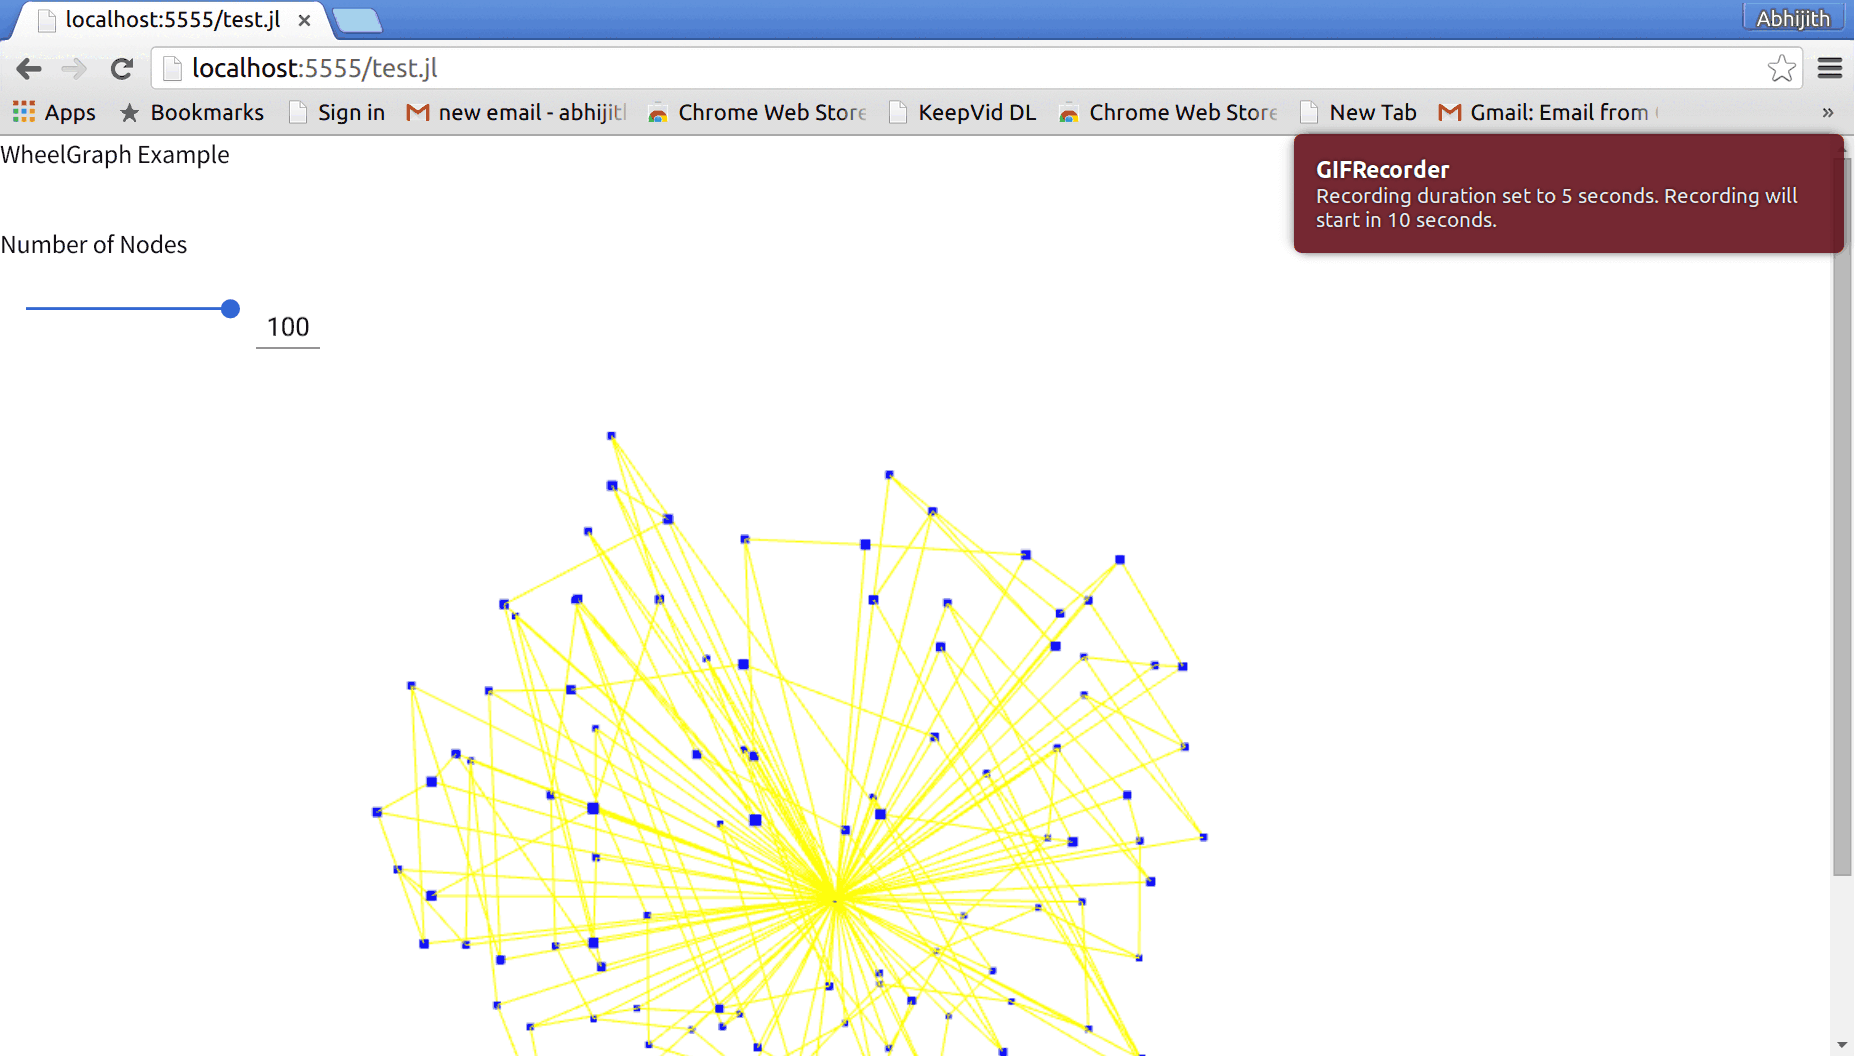 localhost:5555/test.jl
Abhijith
localhost:5555/test.jl
Apps Bookmarks Sign in new email - abhijit Chrome Web Store KeepVid DL Chrome Web Store New Tab Gmail: Email from »
WheelGraph Example
GIFRecorder
Recording duration set to 5 seconds. Recording will
start in 10 seconds.
Number of Nodes
100